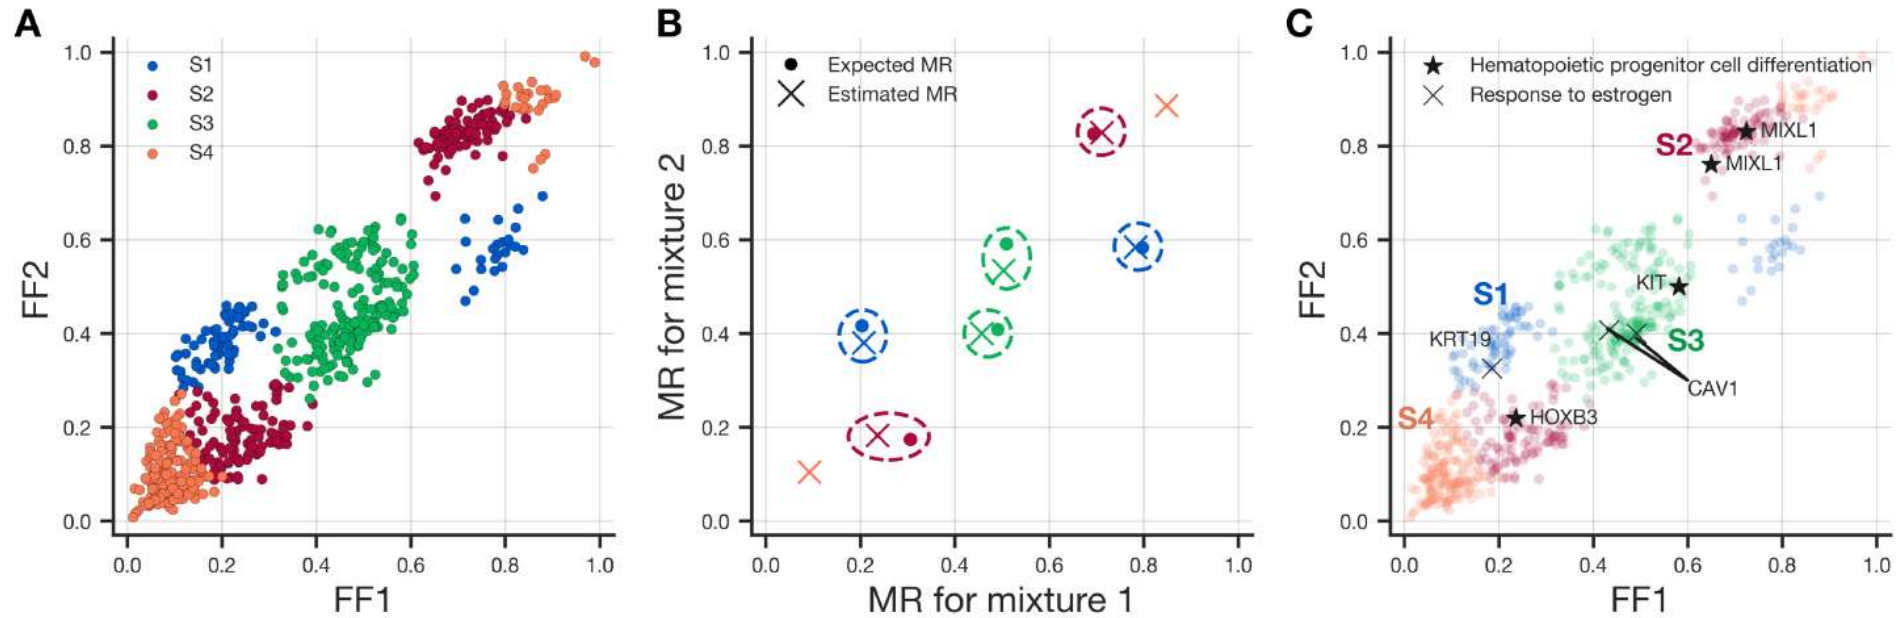 A
1.0
0.8
0.6
0.4
0.2
0.0
FF2
S1
S2
S3
S4
0.0 0.2 0.4 0.6 0.8 1.0
FF1
B
1.0
0.8
0.6
0.4
0.2
0.0
MR for mixture 2
Expected MR
Estimated MR
0.0 0.2 0.4 0.6 0.8 1.0
MR for mixture 1
C
1.0
0.8
0.6
0.4
0.2
0.0
FF2
Hematopoietic progenitor cell differentiation
Response to estrogen
S2
MIXL1
MIXL1
S1
KIT
KRT19
S3
CAV1
S4
HOXB3
0.0 0.2 0.4 0.6 0.8 1.0
FF1